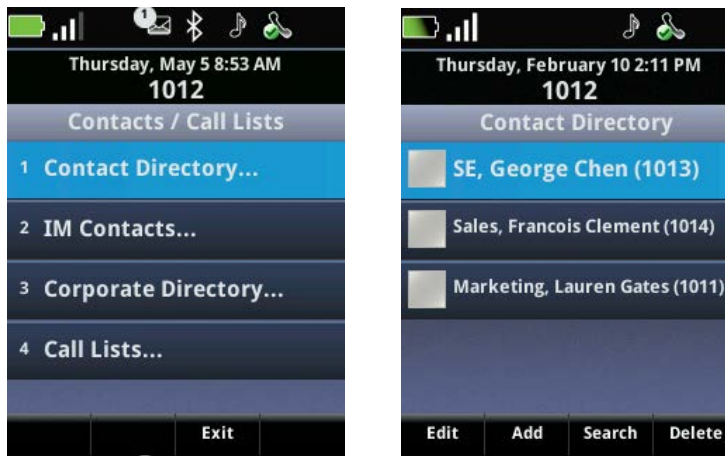 1
Thursday, May 5 8:53 AM
1012
Contacts / Call Lists
1 Contact Directory...
2 IM Contacts...
3 Corporate Directory...
4 Call Lists...
Exit
Thursday, February 10 2:11 PM
1012
Contact Directory
SE, George Chen (1013)
Sales, Francois Clement (1014)
Marketing, Lauren Gates (1011)
Edit Add Search Delete